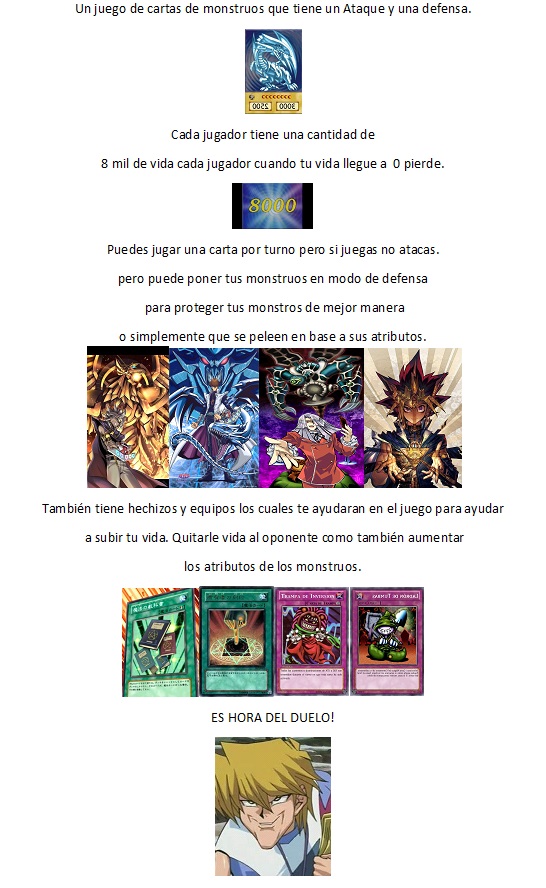 Un juego de cartas de monstruos que tiene un Ataque y una defensa.
2500 3000
Cada jugador tiene una cantidad de
8 mil de vida cada jugador cuando tu vida llegue a 0 pierde.
8000
Puedes jugar una carta por turno pero si juegas no atacas.
pero puede poner tus monstruos en modo de defensa
para proteger tus monstros de mejor manera
o simplemente que se peleen en base a sus atributos.
También tiene hechizos y equipos los cuales te ayudaran en el juego para ayudar
a subir tu vida. Quitarle vida al oponente como también aumentar
los atributos de los monstruos.
TRAMPA DE INVERSIÓN
ES HORA DEL DUELO!